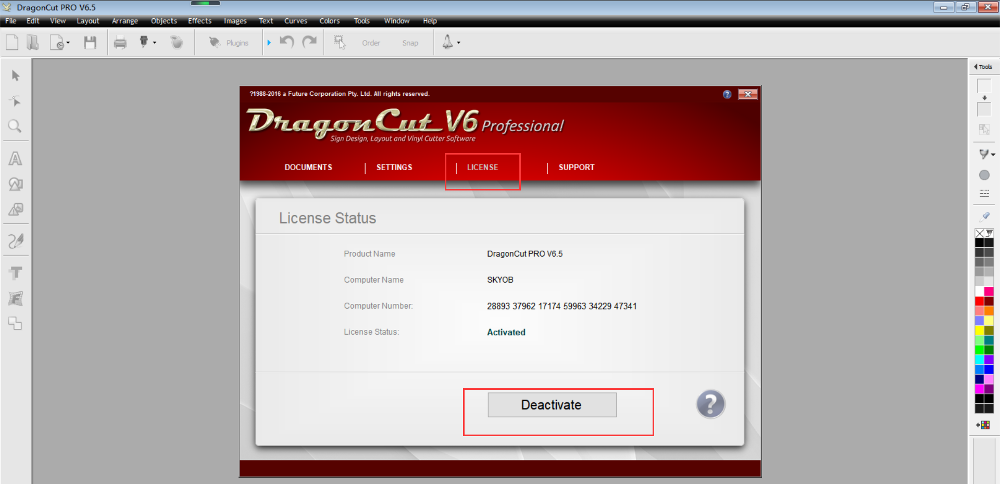 DragonCut PRO V6.5
File Edit View Layout Arrange Objects Effects Images Text Curves Colors Tools Window Help
Plugins Order Snap
Tools
?1988-2016 a Future Corporation Pty. Ltd. All rights reserved.
DragonCut V6 Professional
Sign Design, Layout and Vinyl Cutter Software
DOCUMENTS | SETTINGS | LICENSE | SUPPORT
License Status
Product Name DragonCut PRO V6.5
Computer Name SKYOB
Computer Number: 28893 37962 17174 59963 34229 47341
License Status: Activated
Deactivate